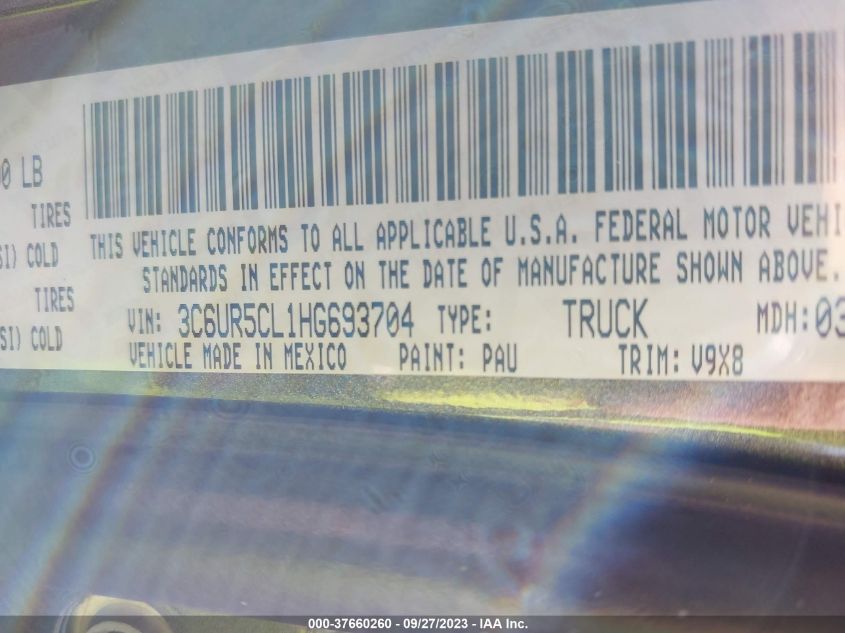 00 LB
TIRES
SI) COLD
TIRES
SI) COLD
THIS VEHICLE CONFORMS TO ALL APPLICABLE U.S.A. FEDERAL MOTOR VEHI
STANDARDS IN EFFECT ON THE DATE OF MANUFACTURE SHOWN ABOVE.
VIN: 3C6UR5CL1HG693704 TYPE: TRUCK MDH:03
VEHICLE MADE IN MEXICO PAINT: PAU TRIM: V9X8
000-37660260 - 09/27/2023 - IAA Inc.